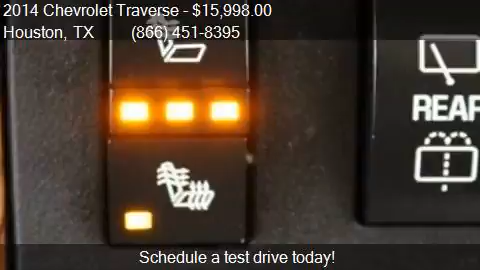 2014 Chevrolet Traverse - $15,998.00
Houston, TX (866) 451-8395
REAR
Schedule a test drive today!